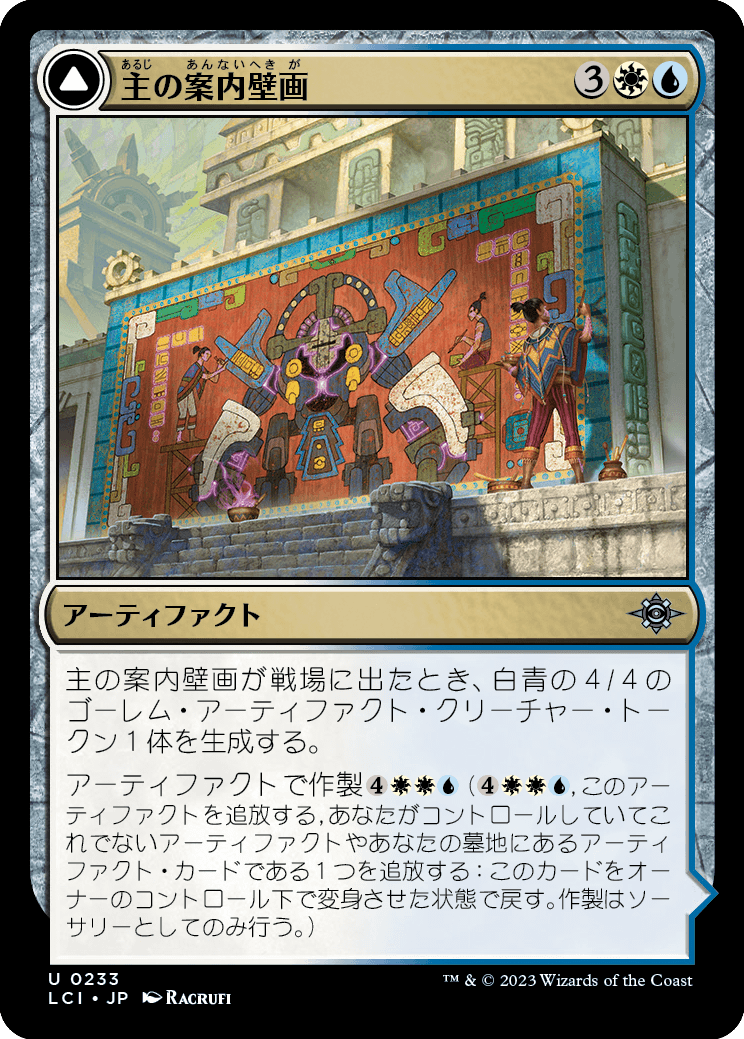 あるじ あんないへきが
主の案内壁画 3
アーティファクト
主の案内壁画が戦場に出たとき、白青の4/4の
ゴーレム・アーティファクト・クリーチャー・トー
クン1体を生成する。
アーティファクトで作製4(4,このアー
ティファクトを追放する,あなたがコントロールしていてこ
れでないアーティファクトやあなたの墓地にあるアーティ
ファクト・カードである1つを追放する：このカードをオー
ナーのコントロール下で変身させた状態で戻す。作製はソー
サリーとしてのみ行う。)
U 0233
LCI • JP RACRUFI
™ & © 2023 Wizards of the Coast